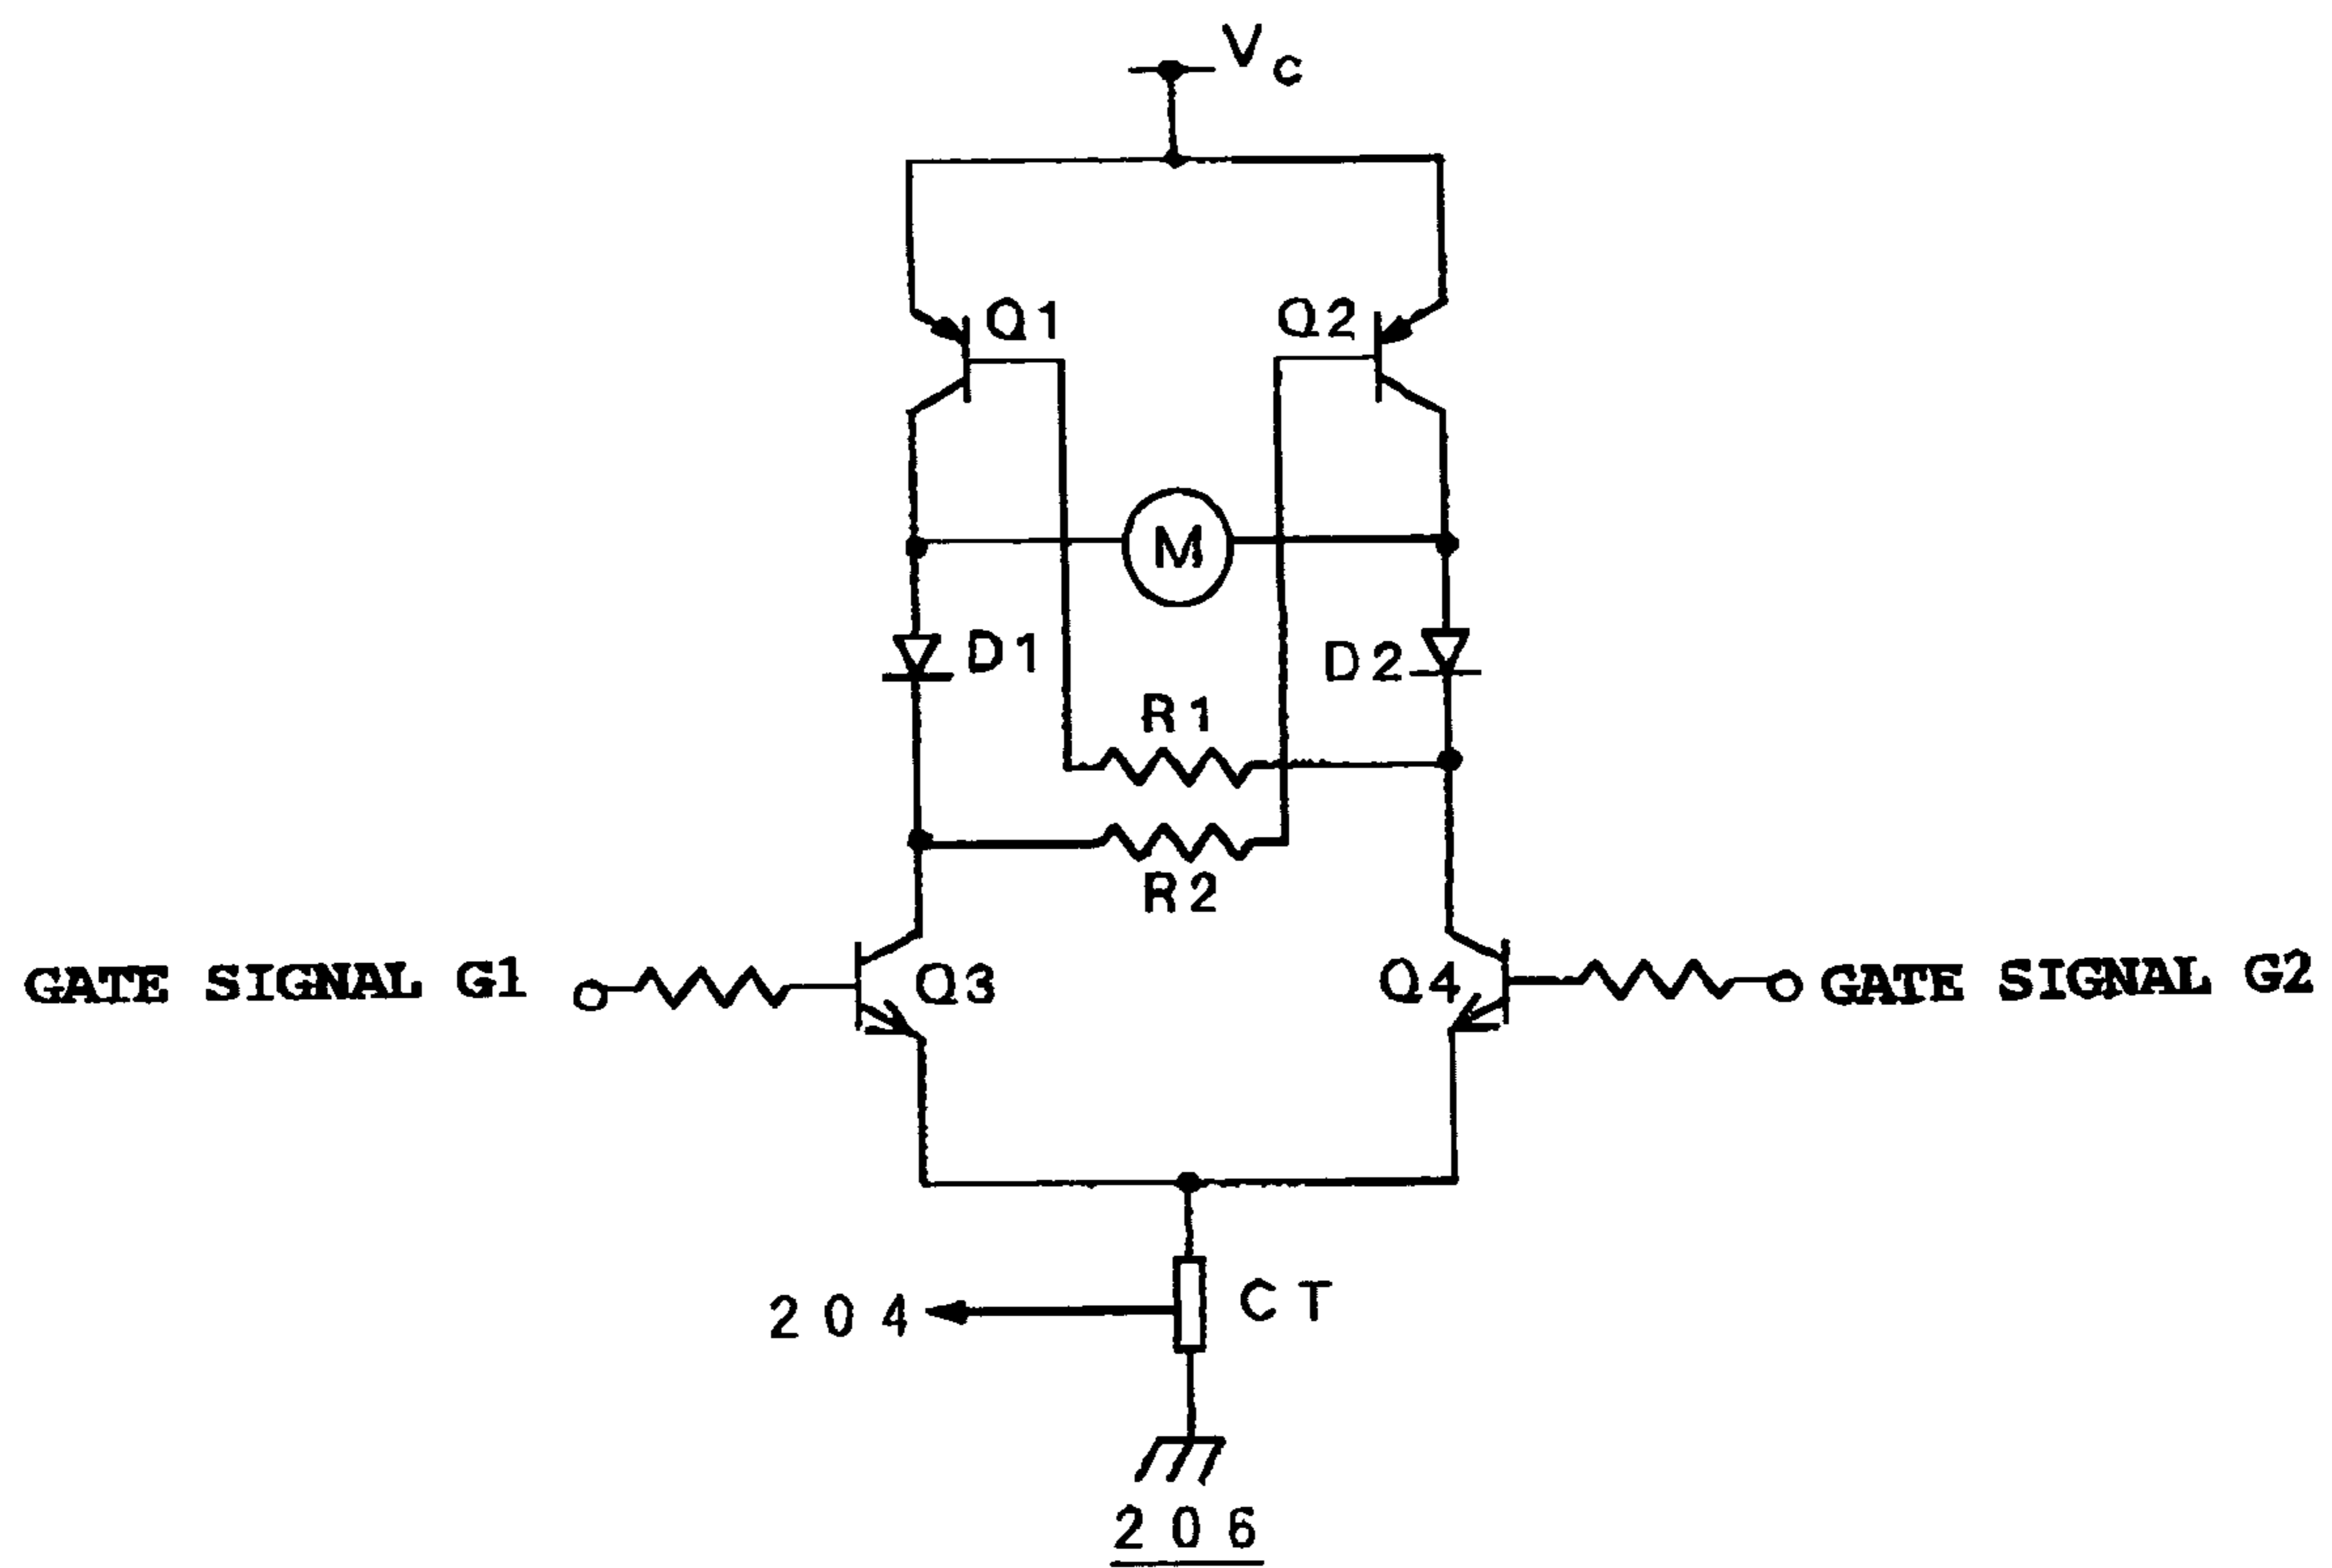 Vc
Q1
Q2
M
D1
D2
R1
R2
GATE SIGNAL G1
Q3
Q4
GATE SIGNAL G2
204
CT
206